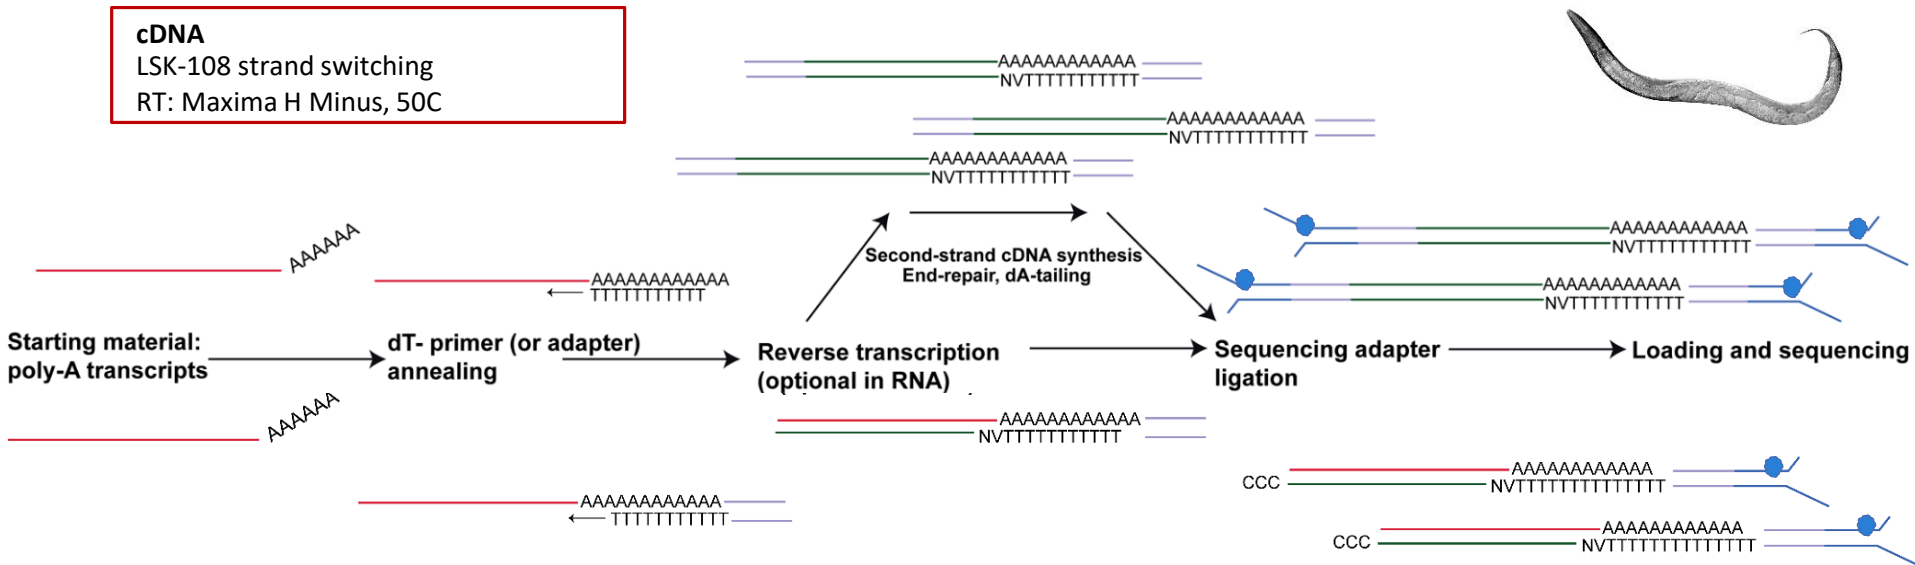 cDNA
LSK-108 strand switching
RT: Maxima H Minus, 50C
AAAAAAAAAAAA
NVTTTTTTTTTTT
AAAAAAAAAAAA
NVTTTTTTTTTTT
AAAAAAAAAAAA
NVTTTTTTTTTTT
Second-strand cDNA synthesis
End-repair, dA-tailing
AAAAAA
AAAAAAAAAAAA
TTTTTTTTTTT
AAAAAAAAAAAA
NVTTTTTTTTTTT
AAAAAAAAAAAA
NVTTTTTTTTTTT
Starting material:
poly-A transcripts
dT- primer (or adapter)
annealing
Reverse transcription
(optional in RNA)
Sequencing adapter
ligation
Loading and sequencing
AAAAAA
AAAAAAAAAAAA
TTTTTTTTTTT
AAAAAAAAAAAA
NVTTTTTTTTTTT
AAAAAAAAAAAA
CCC
NVTTTTTTTTTTTTTT
AAAAAAAAAAAA
CCC
NVTTTTTTTTTTTTTT